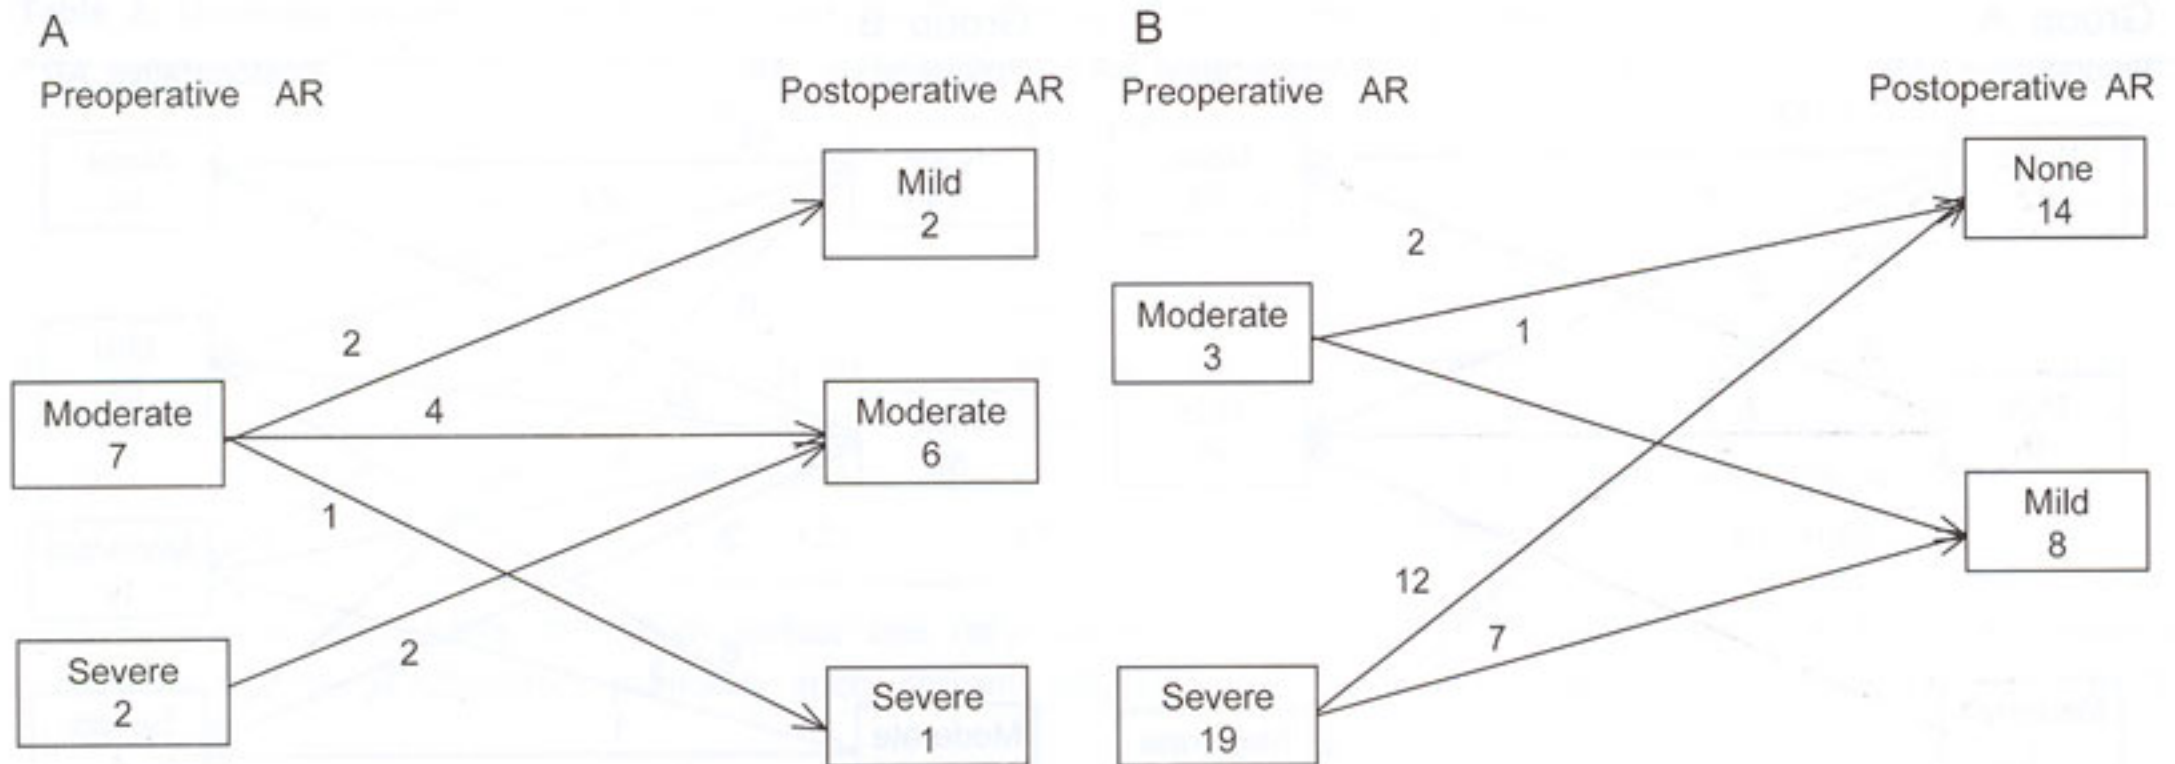 A
Preoperative AR
Postoperative AR
Mild
2
2
Moderate
7
4
Moderate
6
1
Severe
2
2
Severe
1
B
Preoperative AR
Postoperative AR
None
14
2
Moderate
3
1
Mild
8
12
7
Severe
19